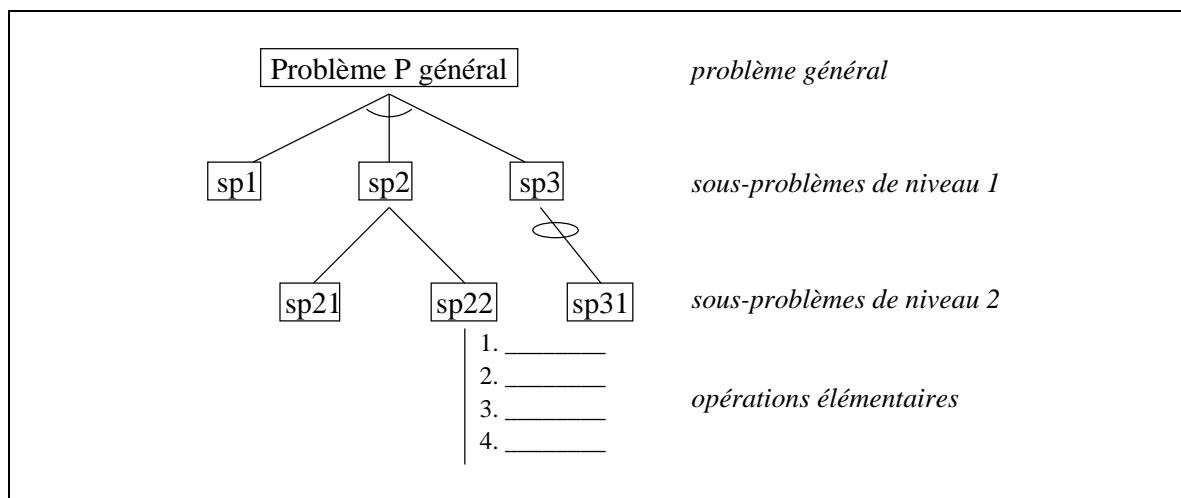 Problème P général problème général
sp1 sp2 sp3 sous-problèmes de niveau 1
sp21 sp22 sp31 sous-problèmes de niveau 2
1. ________
2. ________
opérations élémentaires
3. ________
4. ________